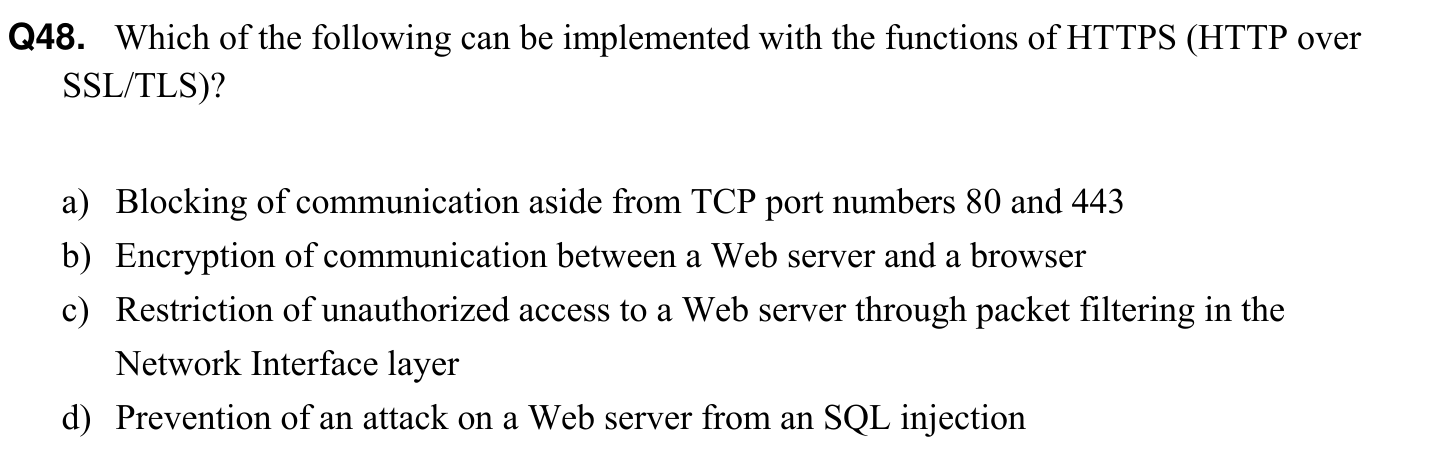 Q48. Which of the following can be implemented with the functions of HTTPS (HTTP over
SSL/TLS)?
a) Blocking of communication aside from TCP port numbers 80 and 443
b) Encryption of communication between a Web server and a browser
c) Restriction of unauthorized access to a Web server through packet filtering in the
Network Interface layer
d) Prevention of an attack on a Web server from an SQL injection